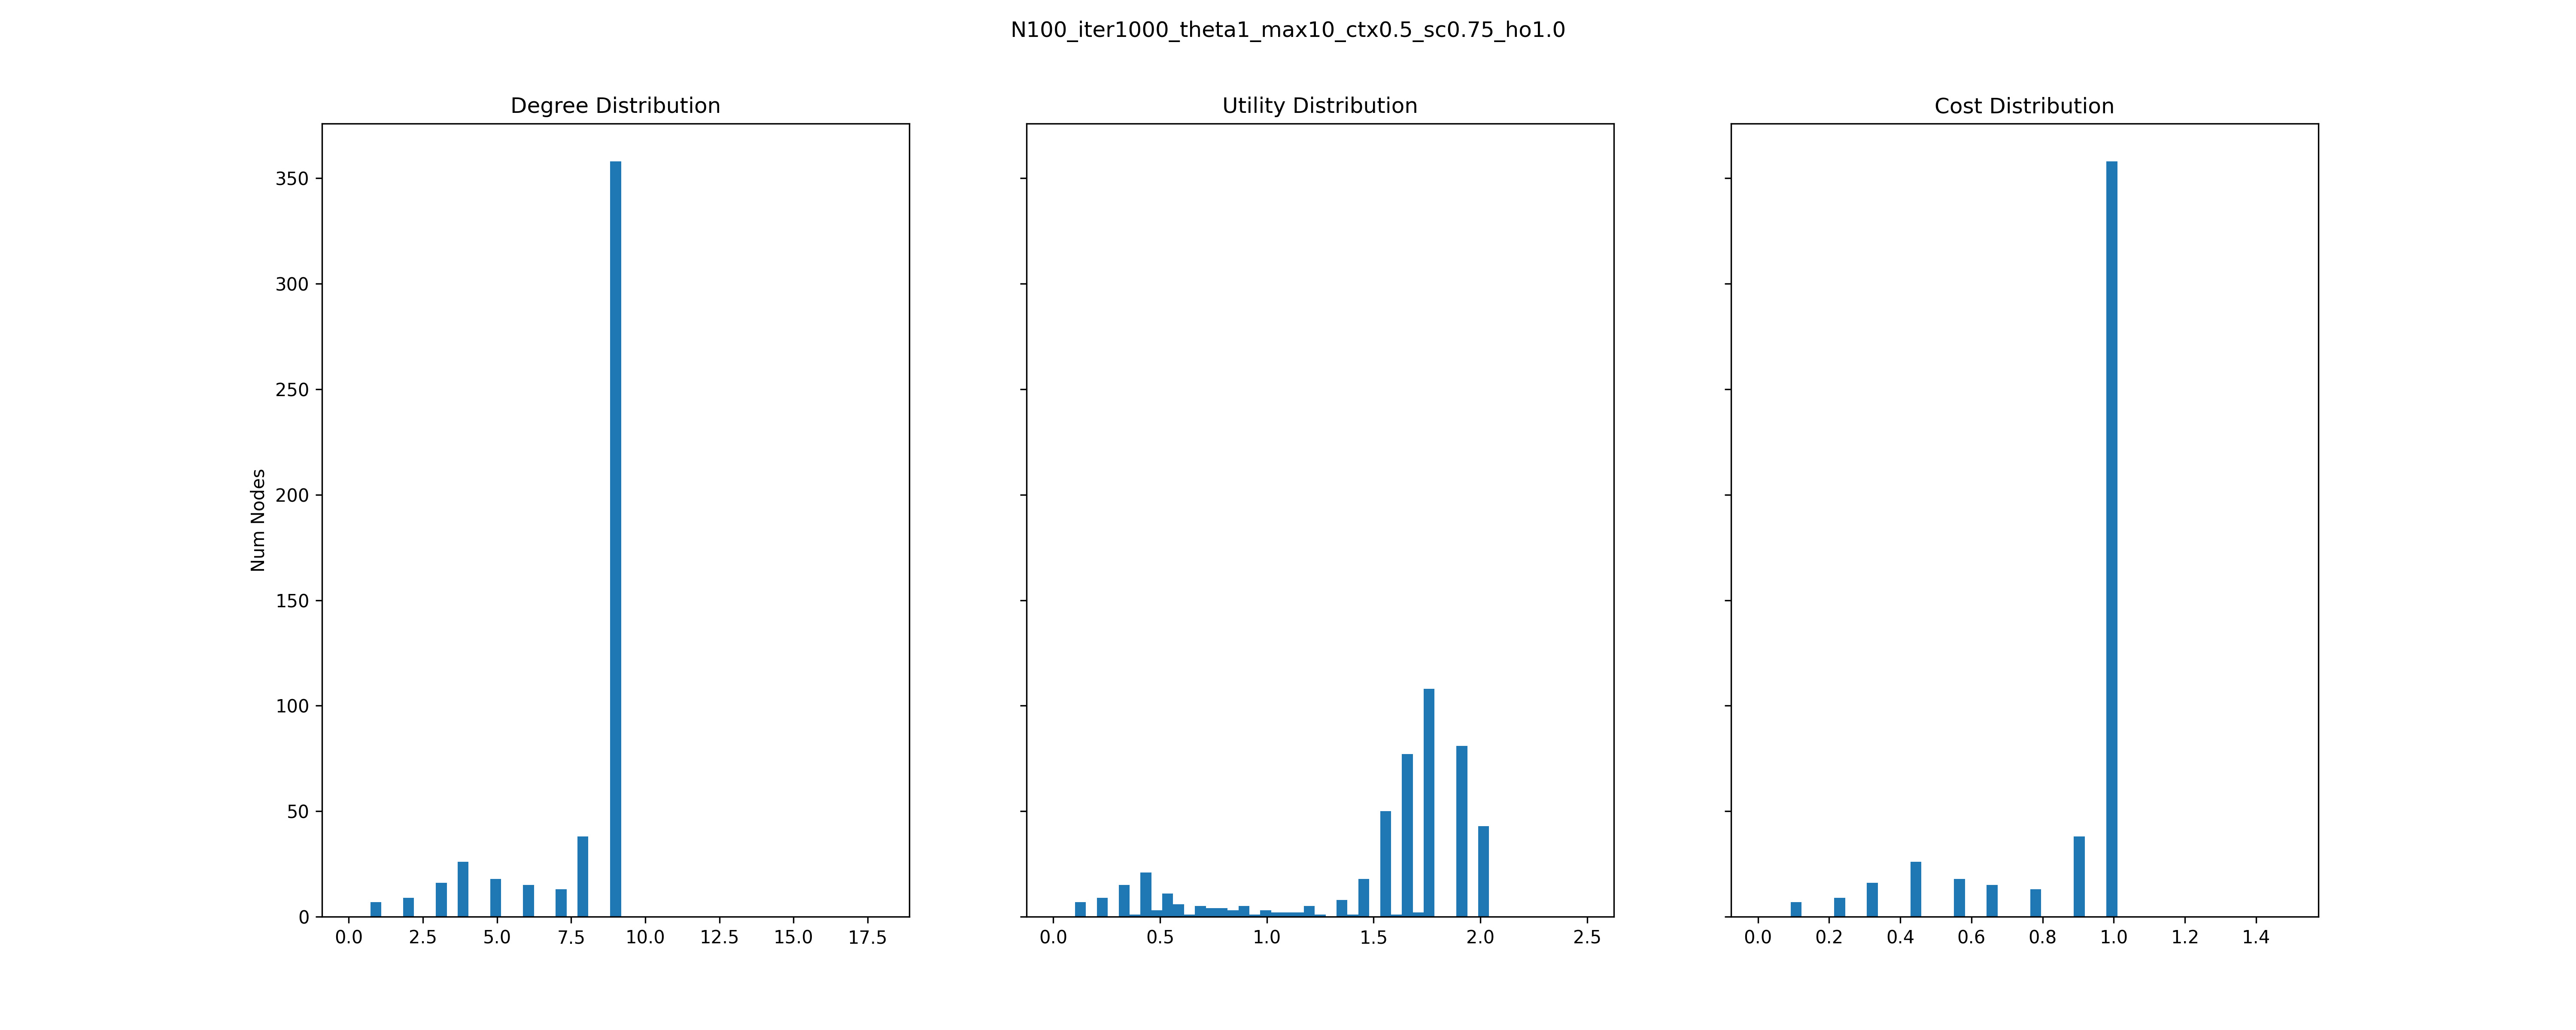 N100_iter1000_theta1_max10_ctx0.5_sc0.75_ho1.0
Degree Distribution
Utility Distribution
Cost Distribution
Num Nodes
350
300
250
200
150
100
50
0
0.0 2.5 5.0 7.5 10.0 12.5 15.0 17.5
0.0 0.5 1.0 1.5 2.0 2.5
0.0 0.2 0.4 0.6 0.8 1.0 1.2 1.4